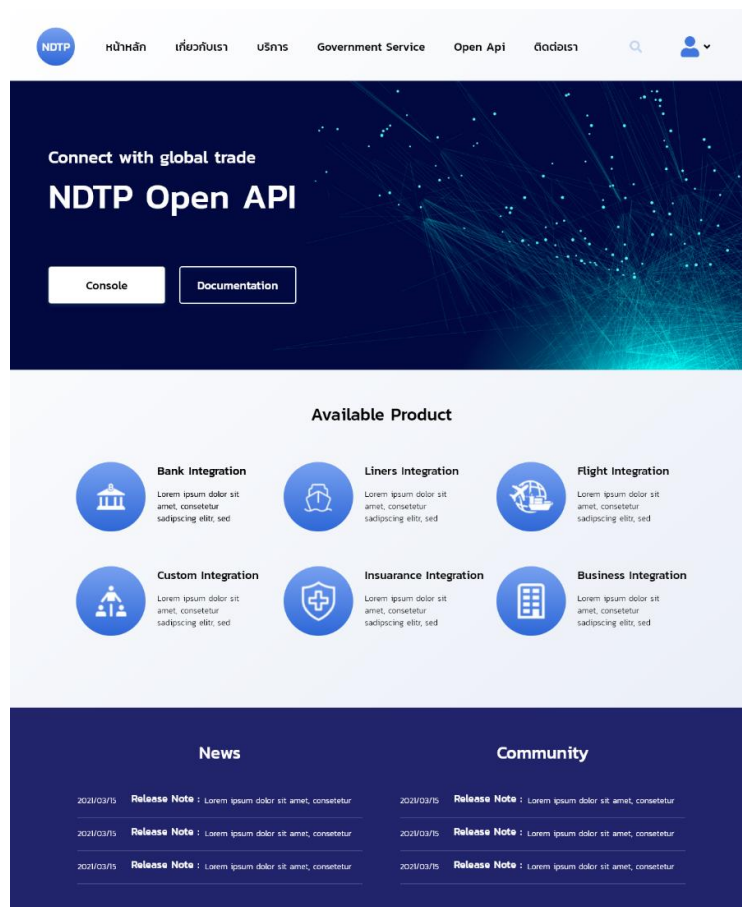 NDTP
หน้าหลัก เกี่ยวกับเรา บริการ Government Service Open Api ติดต่อเรา
Connect with global trade
NDTP Open API
Console Documentation
Available Product
Bank Integration
Lorem ipsum dolor sit
amet, consetetur
sadipscing elitr, sed
Liners Integration
Lorem ipsum dolor sit
amet, consetetur
sadipscing elitr, sed
Flight Integration
Lorem ipsum dolor sit
amet, consetetur
sadipscing elitr, sed
Custom Integration
Lorem ipsum dolor sit
amet, consetetur
sadipscing elitr, sed
Insuarance Integration
Lorem ipsum dolor sit
amet, consetetur
sadipscing elitr, sed
Business Integration
Lorem ipsum dolor sit
amet, consetetur
sadipscing elitr, sed
News
2021/03/15 Release Note : Lorem ipsum dolor sit amet, consetetur
2021/03/15 Release Note : Lorem ipsum dolor sit amet, consetetur
2021/03/15 Release Note : Lorem ipsum dolor sit amet, consetetur
Community
2021/03/15 Release Note : Lorem ipsum dolor sit amet, consetetur
2021/03/15 Release Note : Lorem ipsum dolor sit amet, consetetur
2021/03/15 Release Note : Lorem ipsum dolor sit amet, consetetur